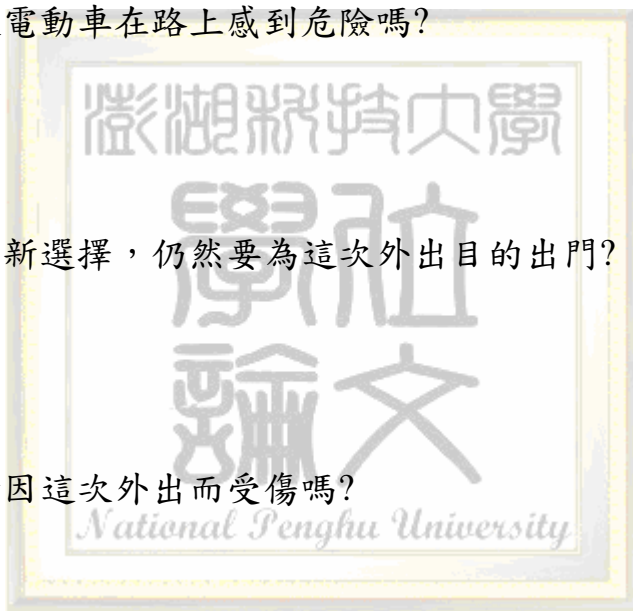 電動車在路上感到危險嗎?
澎湖科技大學
學位
新選擇，仍然要為這次外出目的出門?
論文
因這次外出而受傷嗎?
National Penghu University